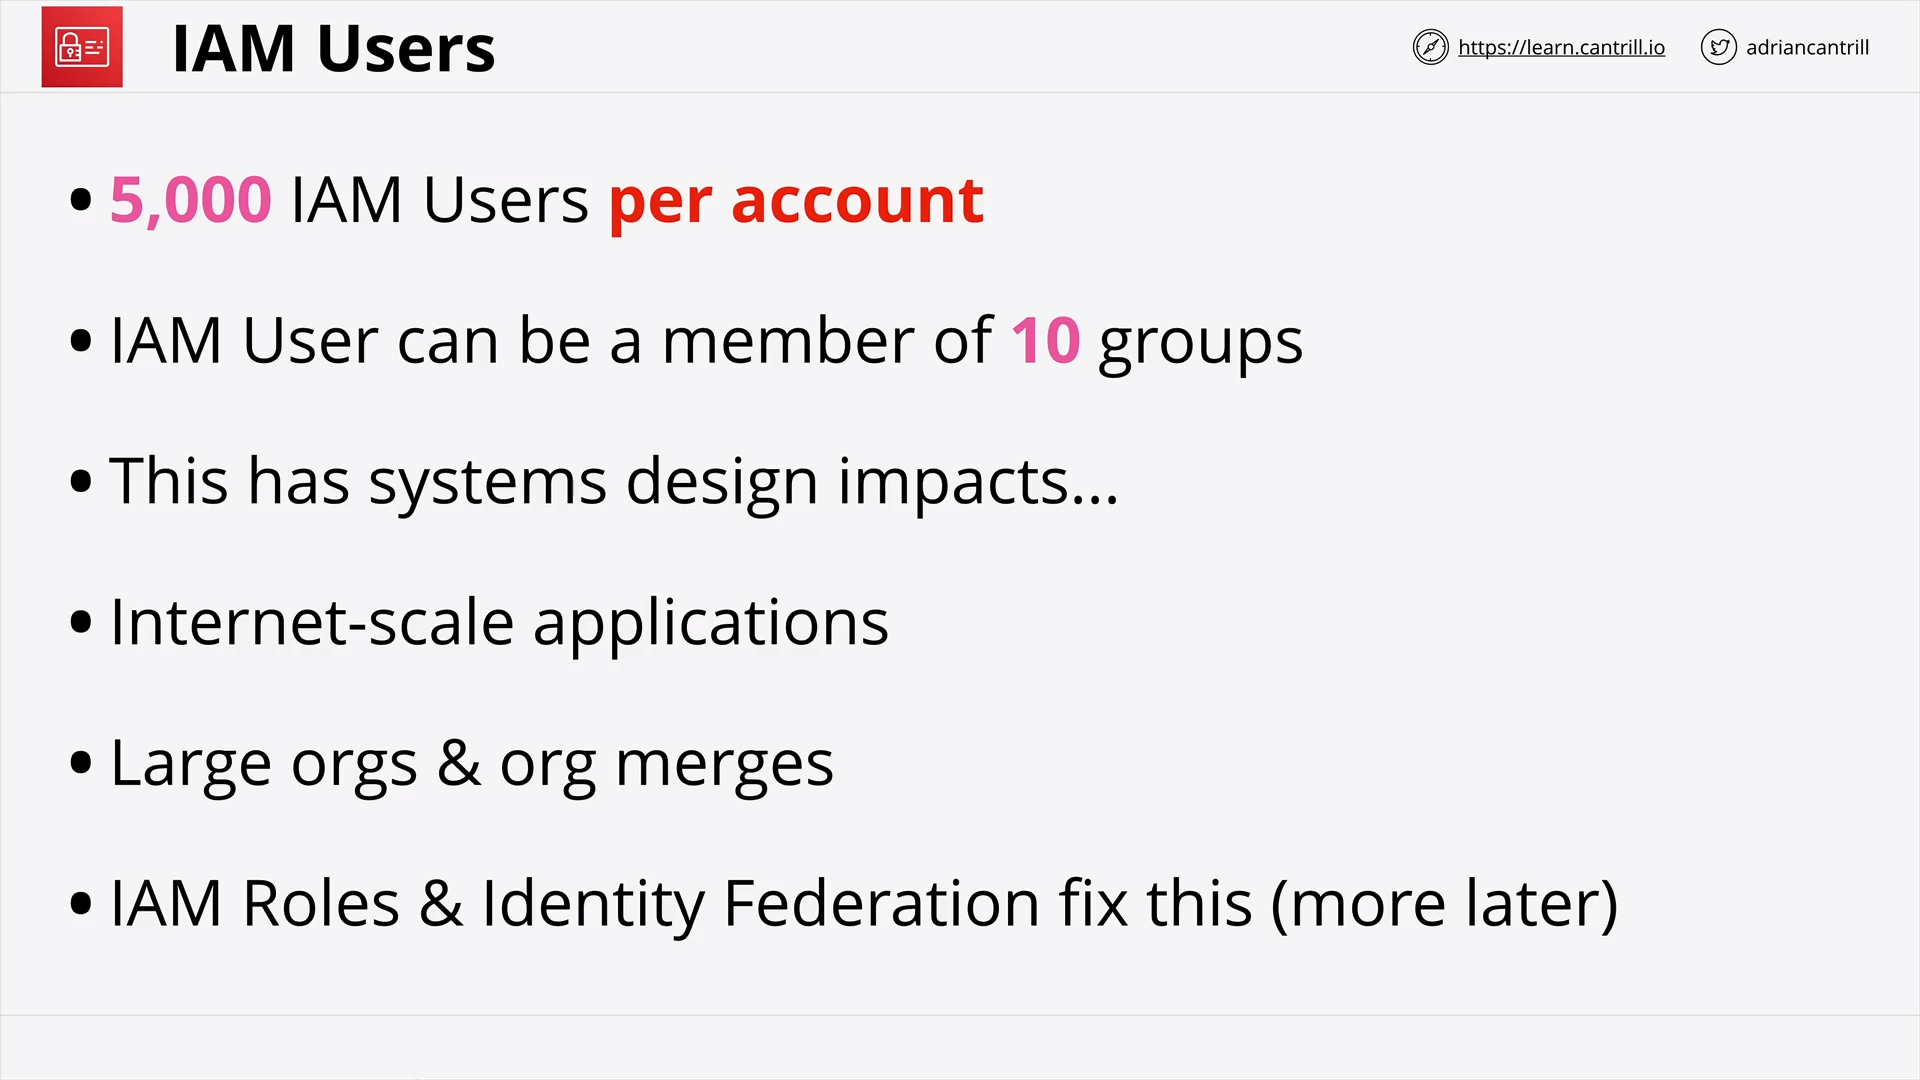 IAM Users
https://learn.cantrill.io
adriancantrill
• 5,000 IAM Users per account
• IAM User can be a member of 10 groups
• This has systems design impacts...
• Internet-scale applications
• Large orgs & org merges
• IAM Roles & Identity Federation fix this (more later)